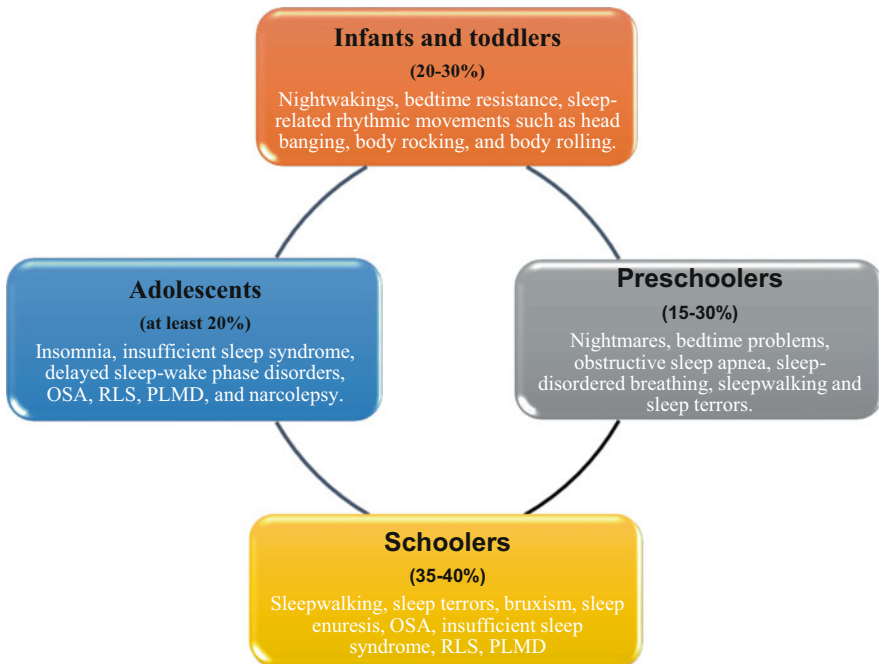 Infants and toddlers
(20-30%)
Nightwakings, bedtime resistance, sleep-
related rhythmic movements such as head
banging, body rocking, and body rolling.
Adolescents
(at least 20%)
Insomnia, insufficient sleep syndrome,
delayed sleep-wake phase disorders,
OSA, RLS, PLMD, and narcolepsy.
Preschoolers
(15-30%)
Nightmares, bedtime problems,
obstructive sleep apnea, sleep-
disordered breathing, sleepwalking and
sleep terrors.
Schoolers
(35-40%)
Sleepwalking, sleep terrors, bruxism, sleep
enuresis, OSA, insufficient sleep
syndrome, RLS, PLMD